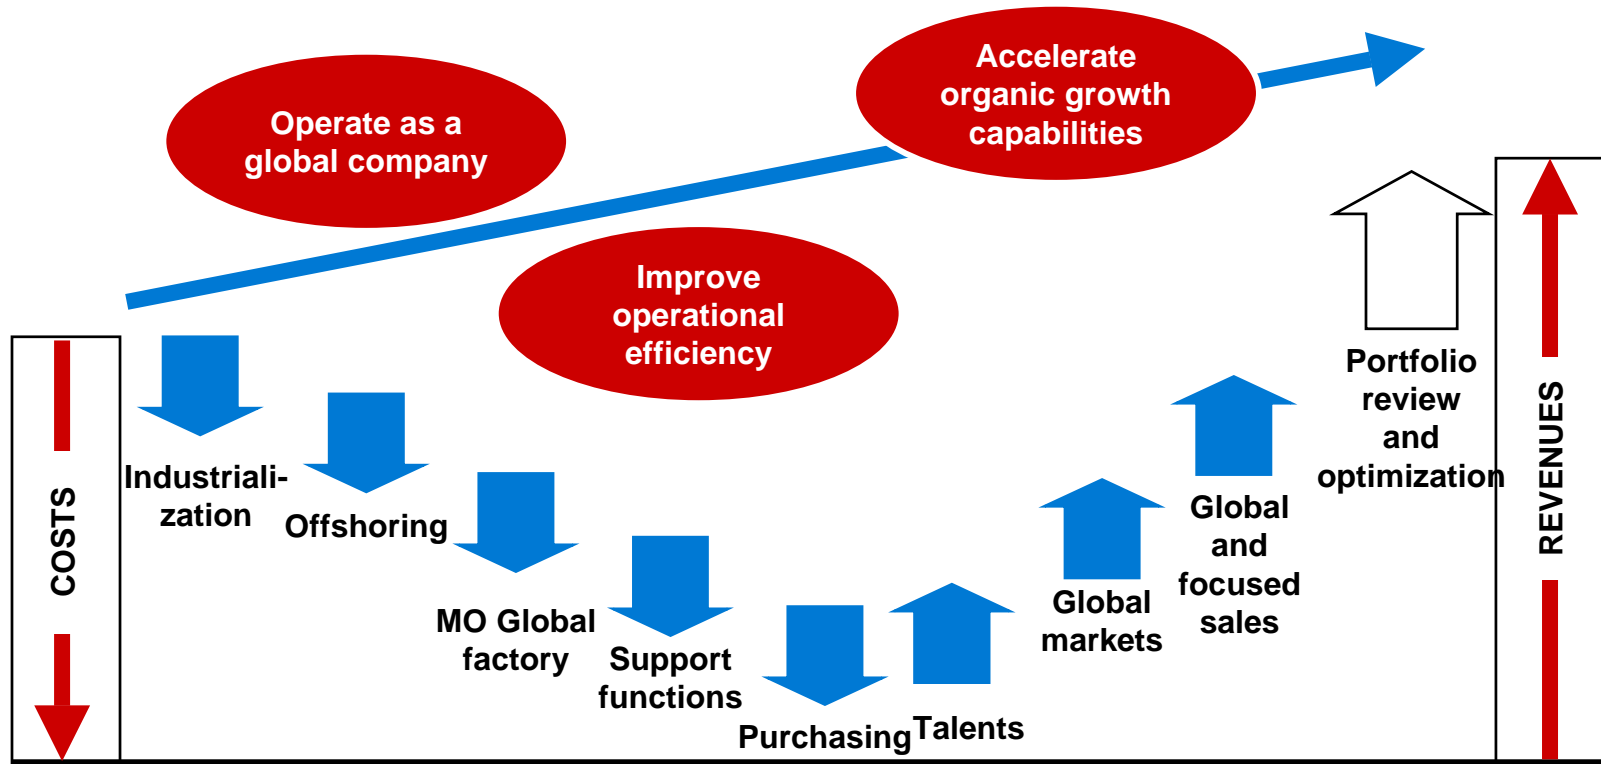 Operate as a
global company
Accelerate
organic growth
capabilities
Improve
operational
efficiency
COSTS
Industriali-
zation
Offshoring
MO Global
factory
Support
functions
Purchasing
Talents
Global
markets
Global
and
focused
sales
Portfolio
review
and
optimization
REVENUES